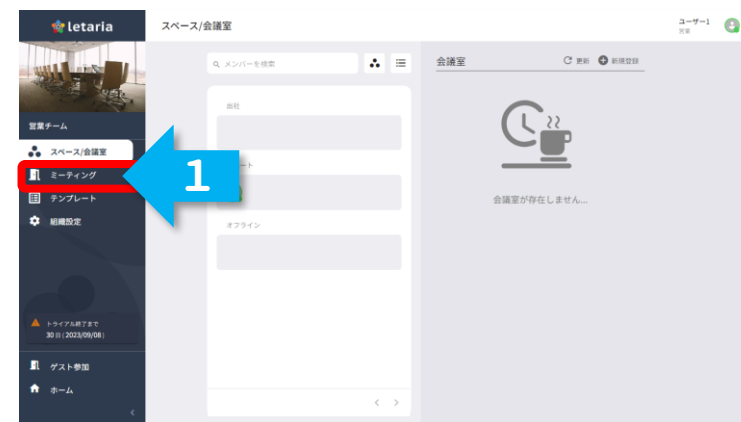 letaria
スペース/会議室
ユーザー1
営業
メンバーを検索
会議室
更新
新規登録
営業チーム
出社
スペース/会議室
ミーティング
1
ート
テンプレート
会議室が存在しません...
組織設定
オフライン
トライアル終了まで
30 日 ( 2023/09/08 )
ゲスト参加
ホーム